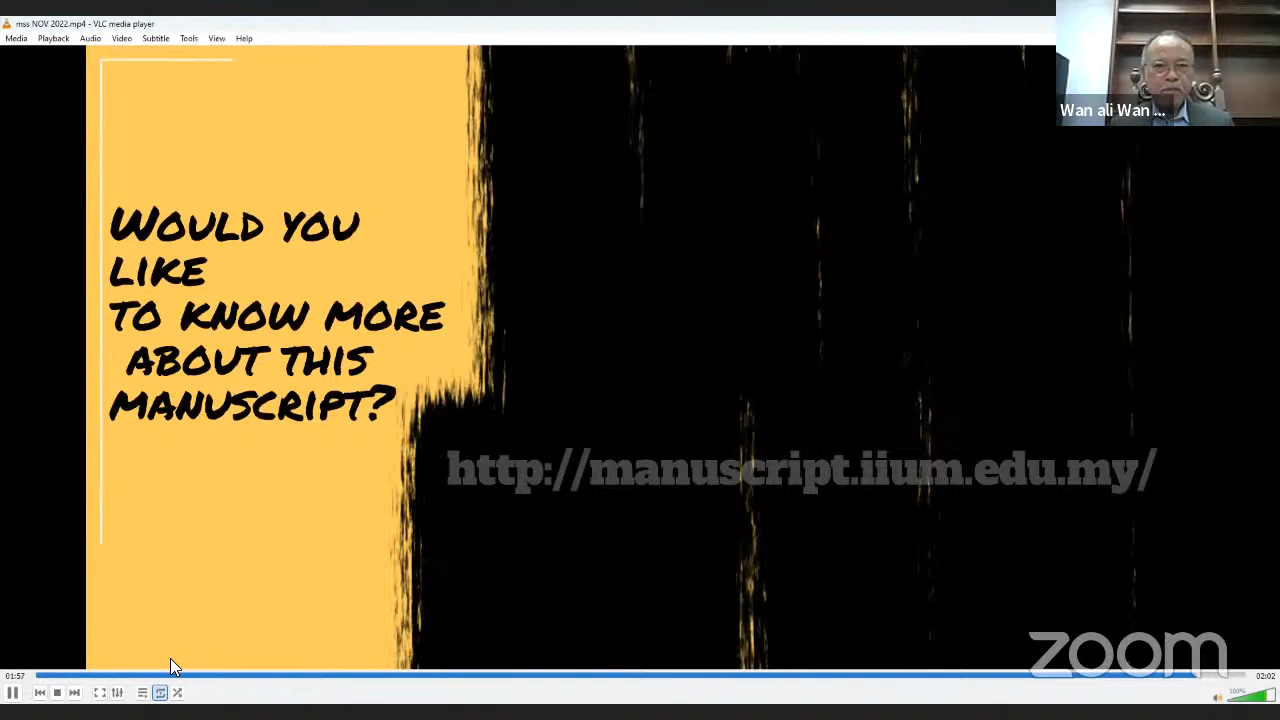 mss NOV 2022.mp4 - VLC media player
Media Playback Audio Video Subtitle Tools View Help
Wan ali Wan ...
WOULD YOU
LIKE
TO KNOW MORE
ABOUT THIS
MANUSCRIPT?
http://manuscript.iium.edu.my/
zoom
01:57
02:02
100%